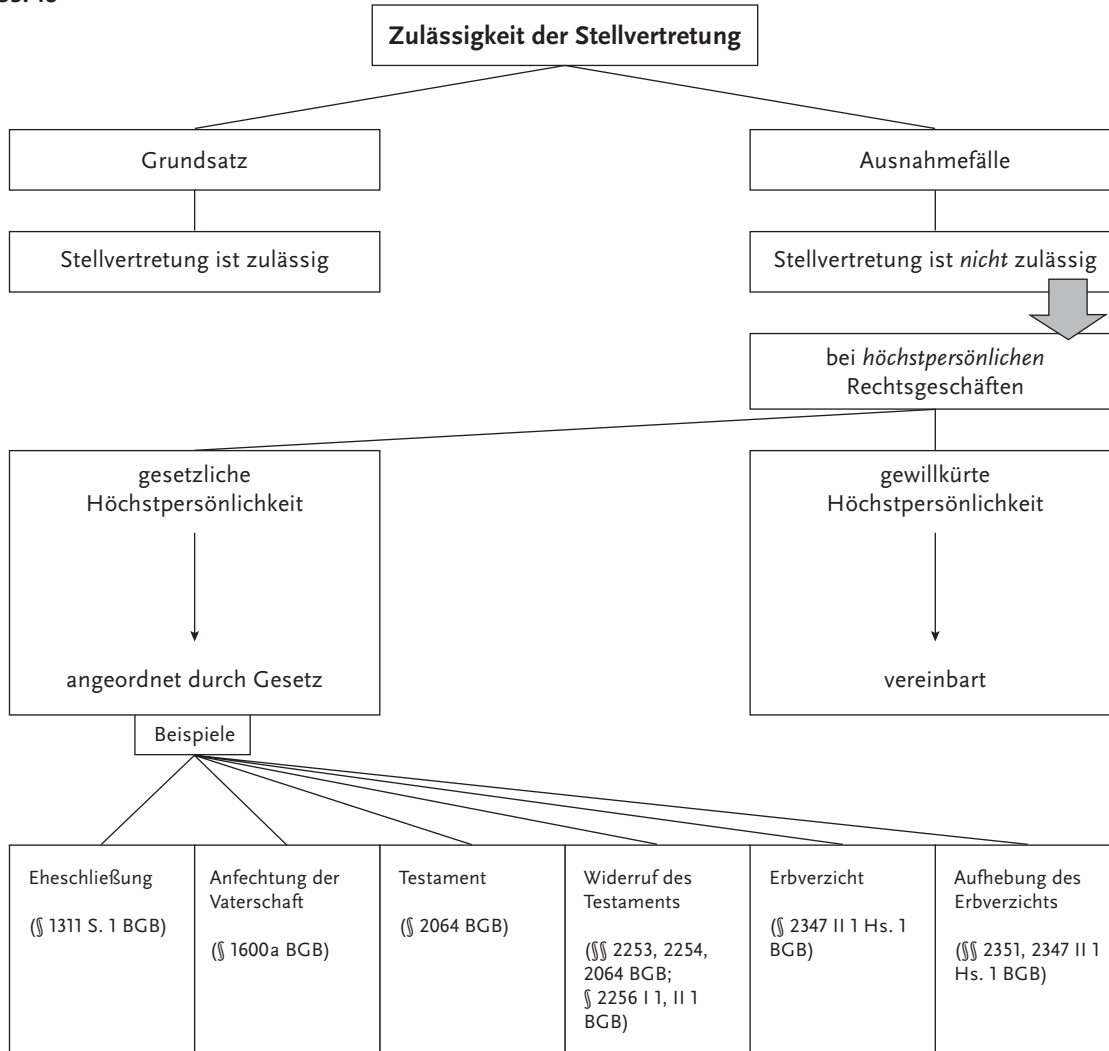 Zulässigkeit der Stellvertretung
Grundsatz
Ausnahmefälle
Stellvertretung ist zulässig
Stellvertretung ist nicht zulässig
bei höchstpersönlichen
Rechtsgeschäften
gesetzliche
Höchstpersönlichkeit
angeordnet durch Gesetz
gewillkürte
Höchstpersönlichkeit
vereinbart
Beispiele
Eheschließung
(§ 1311 S. 1 BGB)
Anfechtung der
Vaterschaft
(§ 1600a BGB)
Testament
(§ 2064 BGB)
Widerruf des
Testaments
(§§ 2253, 2254,
2064 BGB;
§ 2256 I 1, II 1
BGB)
Erbverzicht
(§ 2347 II 1 Hs. 1
BGB)
Aufhebung des
Erbverzichts
(§§ 2351, 2347 II 1
Hs. 1 BGB)